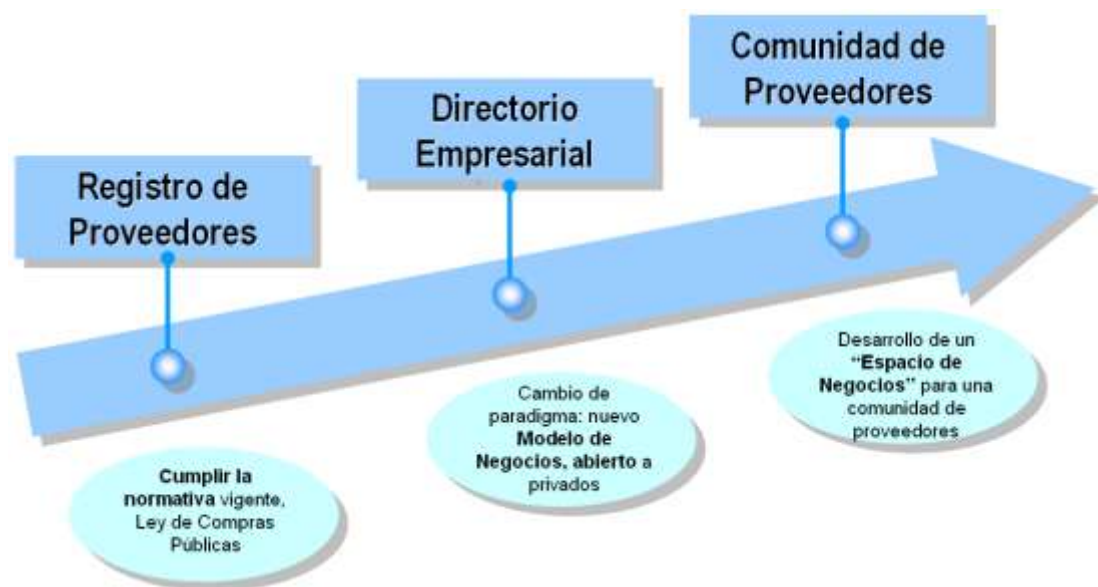 Registro de
Proveedores
Directorio
Empresarial
Comunidad de
Proveedores
Cumplir la
normativa vigente,
Ley de Compras
Públicas
Cambio de
paradigma: nuevo
Modelo de
Negocios, abierto a
privados
Desarrollo de un
“Espacio de
Negocios” para una
comunidad de
proveedores